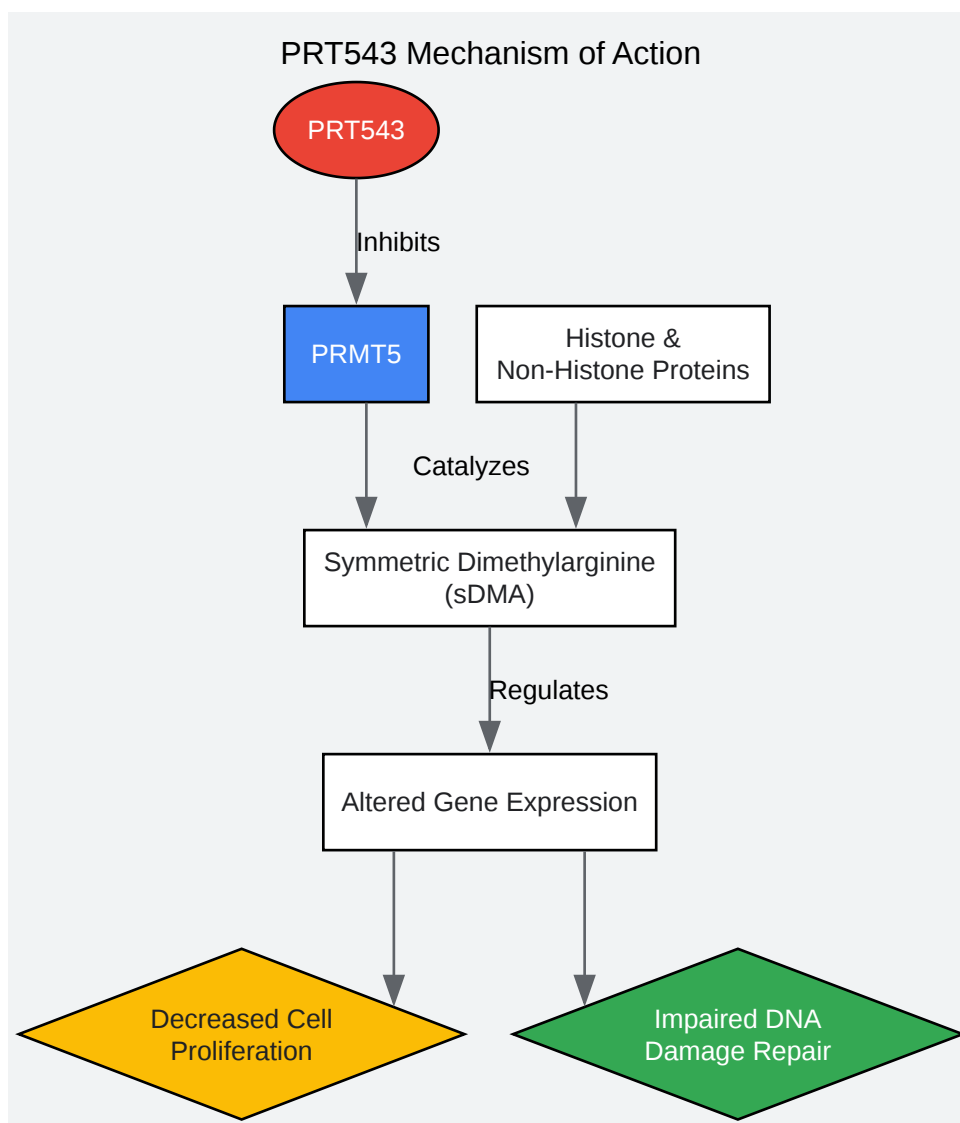 PRT543 Mechanism of Action
PRT543
Inhibits
PRMT5
Histone &
Non-Histone Proteins
Catalyzes
Symmetric Dimethylarginine
(sDMA)
Regulates
Altered Gene Expression
Decreased Cell
Proliferation
Impaired DNA
Damage Repair